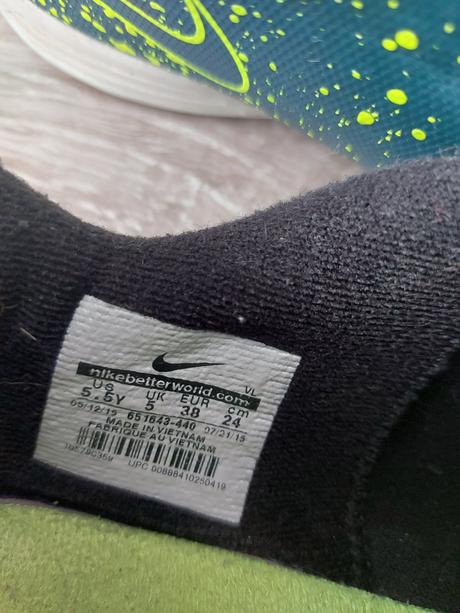 VL
nikebetterworld.com
US UK EUR cm
5.5Y 5 38 24
05/12/15 651643-440 07/21/15
MADE IN VIETNAM
FABRIQUE AU VIETNAM
UPC 00888410250419